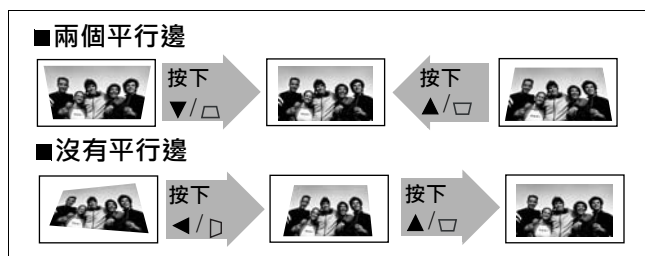 ■兩個平行邊
按下 按下
▼/⏢ ▲/▽
■沒有平行邊
按下 按下
◀/▯ ▲/▽